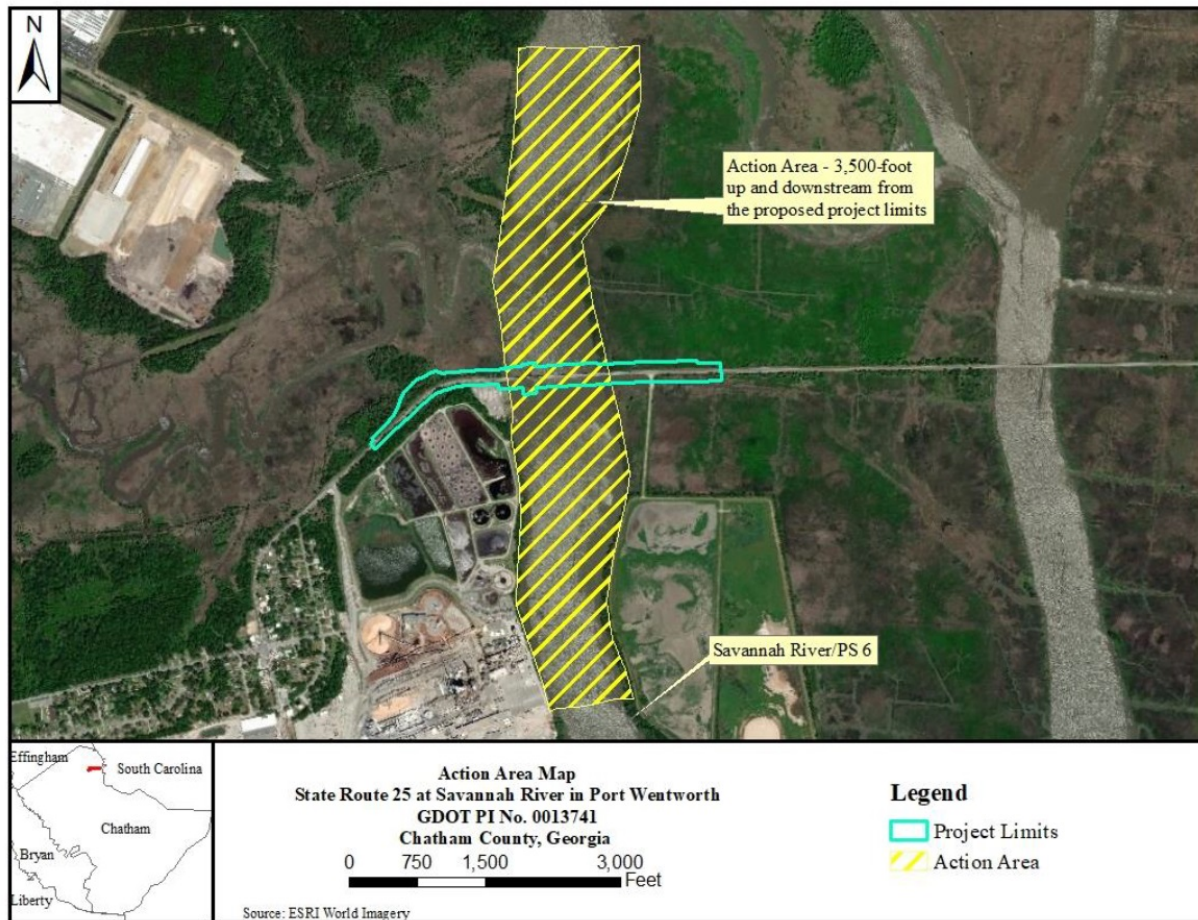 N
Action Area - 3,500-foot
up and downstream from
the proposed project limits
Savannah River/PS 6
Effingham
South Carolina
Chatham
Bryan
Liberty
Action Area Map
State Route 25 at Savannah River in Port Wentworth
GDOT PI No. 0013741
Chatham County, Georgia
0 750 1,500 3,000
Feet
Source: ESRI World Imagery
Legend
Project Limits
Action Area